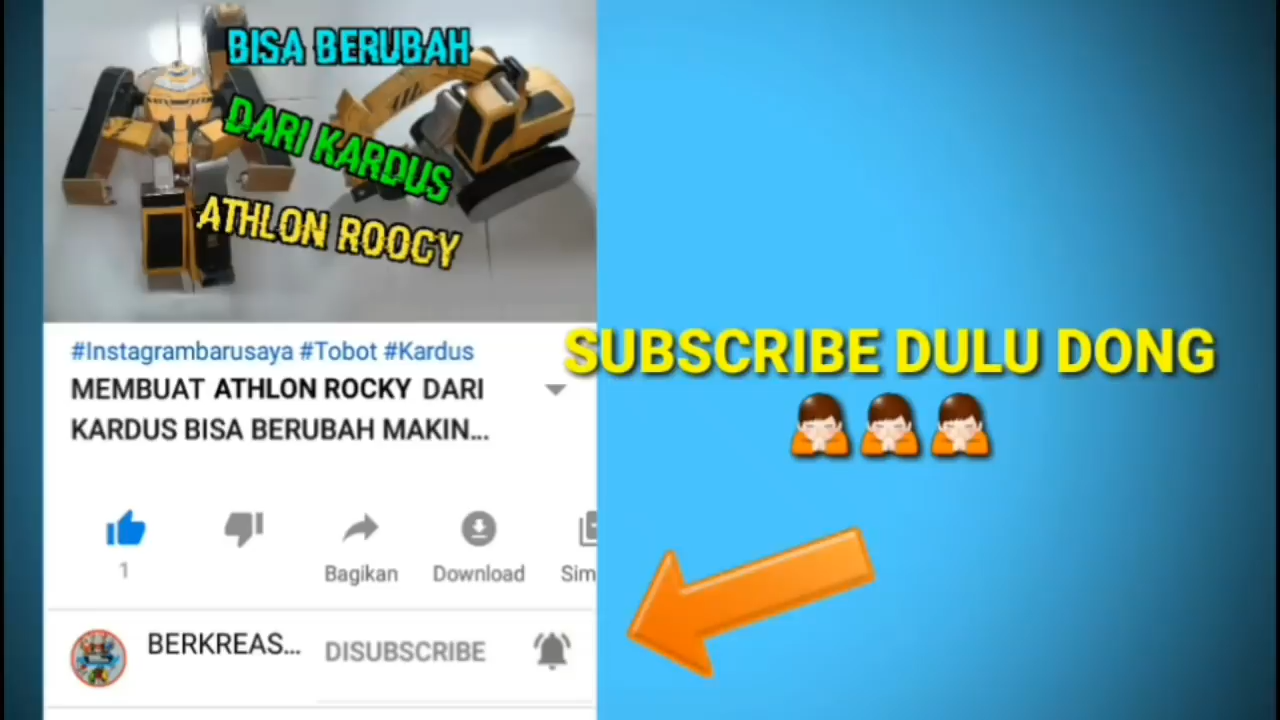 BISA BERUBAH
DARI KARDUS
ATHLON ROOCY
#Instagrambarusaya #Tobot #Kardus
MEMBUAT ATHLON ROCKY DARI
KARDUS BISA BERUBAH MAKIN...
SUBSCRIBE DULU DONG
1
Bagikan
Download
Sim
BERKREAS...
DISUBSCRIBE